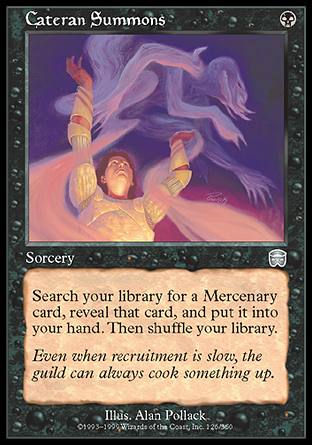 Cateran Summons
Sorcery
Search your library for a Mercenary
card, reveal that card, and put it into
your hand. Then shuffle your library.
Even when recruitment is slow, the
guild can always cook something up.
Illus. Alan Pollack
©1993–1999 Wizards of the Coast, Inc. 126/350